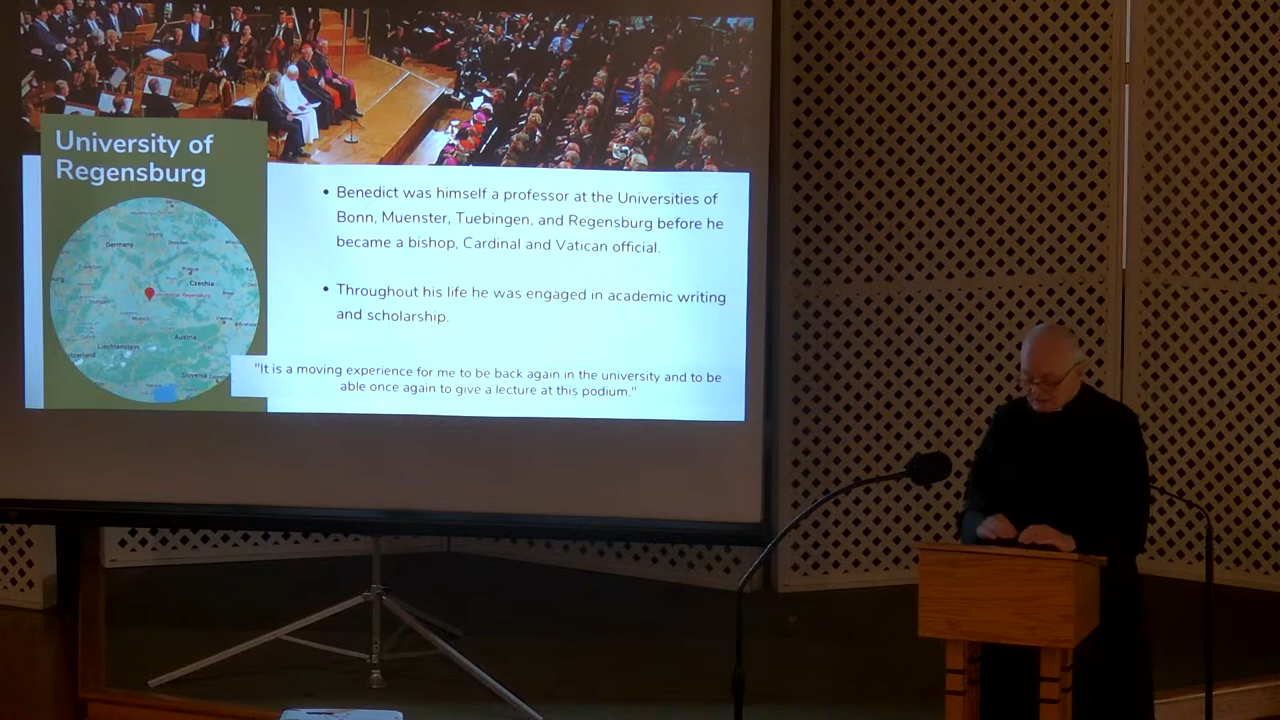 University of
Regensburg
• Benedict was himself a professor at the Universities of
Bonn, Muenster, Tuebingen, and Regensburg before he
became a bishop, Cardinal and Vatican official.
• Throughout his life he was engaged in academic writing
and scholarship.
"It is a moving experience for me to be back again in the university and to be
able once again to give a lecture at this podium."
Germany
Prague
Czechia
Munich
Vienna
Austria
Liechtenstein
Slovenia